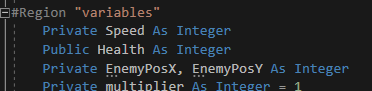 #Region "variables"
Private Speed As Integer
Public Health As Integer
Private EnemyPosX, EnemyPosY As Integer
Private multiplier As Integer = 1